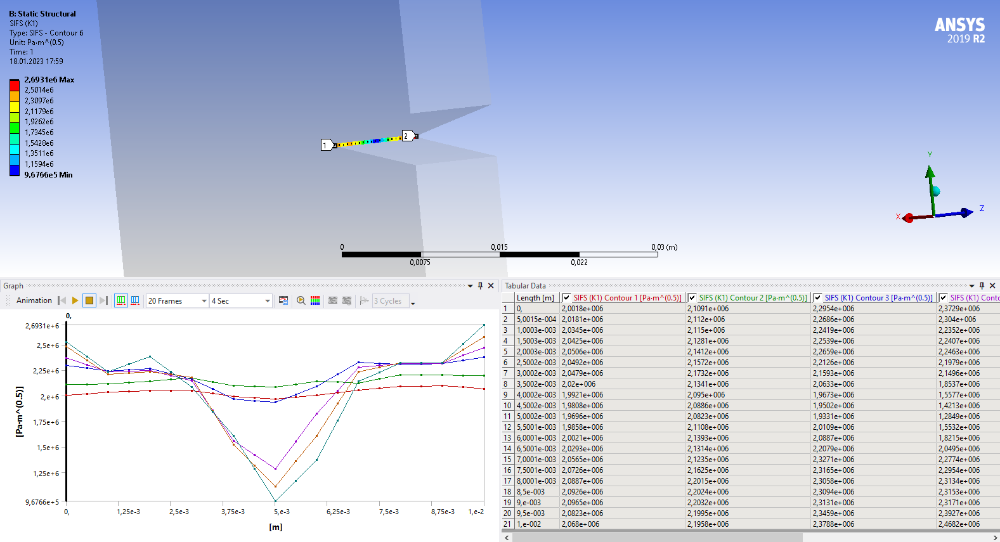 B: Static Structural
SIFS (K1)
Type: SIFS - Contour 6
Unit: Pa·m^(0.5)
Time: 1
18.01.2023 17:59
2,6931e6 Max
2,5014e6
2,3097e6
2,1179e6
1,9262e6
1,7345e6
1,5428e6
1,3511e6
1,1594e6
9,6766e5 Min
ANSYS
2019 R2
1
2
Y
Z
X
0 0,015 0,03 (m)
0,0075 0,022
Graph
Animation 20 Frames 4 Sec 3 Cycles
0,
2,6931e+6
2,5e+6
2,25e+6
2,e+6
1,75e+6
1,5e+6
1,25e+6
9,6766e+5
[Pa·m^(0.5)]
0, 1,25e-3 2,5e-3 3,75e-3 5,e-3 6,25e-3 7,5e-3 8,75e-3 1,e-2
[m]
Tabular Data
Length [m] SIFS (K1) Contour 1 [Pa·m^(0.5)] SIFS (K1) Contour 2 [Pa·m^(0.5)] SIFS (K1) Contour 3 [Pa·m^(0.5)] SIFS (K1) Conto
1 0, 2,0018e+006 2,1091e+006 2,2954e+006 2,3729e+006
2 5,0015e-004 2,0181e+006 2,112e+006 2,2686e+006 2,304e+006
3 1,0003e-003 2,0345e+006 2,115e+006 2,2419e+006 2,2352e+006
4 1,5003e-003 2,0425e+006 2,1281e+006 2,2539e+006 2,2407e+006
5 2,0003e-003 2,0506e+006 2,1412e+006 2,2659e+006 2,2463e+006
6 2,5002e-003 2,0492e+006 2,1572e+006 2,2126e+006 2,1979e+006
7 3,0002e-003 2,0479e+006 2,1732e+006 2,1593e+006 2,1496e+006
8 3,5002e-003 2,02e+006 2,1341e+006 2,0633e+006 1,8537e+006
9 4,0002e-003 1,9921e+006 2,095e+006 1,9673e+006 1,5577e+006
10 4,5002e-003 1,9808e+006 2,0886e+006 1,9502e+006 1,4213e+006
11 5,0002e-003 1,9696e+006 2,0823e+006 1,9331e+006 1,2849e+006
12 5,5001e-003 1,9858e+006 2,1108e+006 2,0109e+006 1,5532e+006
13 6,0001e-003 2,0021e+006 2,1393e+006 2,0887e+006 1,8215e+006
14 6,5001e-003 2,0293e+006 2,1314e+006 2,2079e+006 2,0495e+006
15 7,0001e-003 2,0565e+006 2,1235e+006 2,3271e+006 2,2774e+006
16 7,5001e-003 2,0726e+006 2,1625e+006 2,3165e+006 2,2954e+006
17 8,0001e-003 2,0887e+006 2,2015e+006 2,3058e+006 2,3134e+006
18 8,5e-003 2,0926e+006 2,2024e+006 2,3094e+006 2,3153e+006
19 9,e-003 2,0965e+006 2,2032e+006 2,3131e+006 2,3171e+006
20 9,5e-003 2,0823e+006 2,1995e+006 2,3459e+006 2,3927e+006
21 1,e-002 2,068e+006 2,1958e+006 2,3788e+006 2,4682e+006